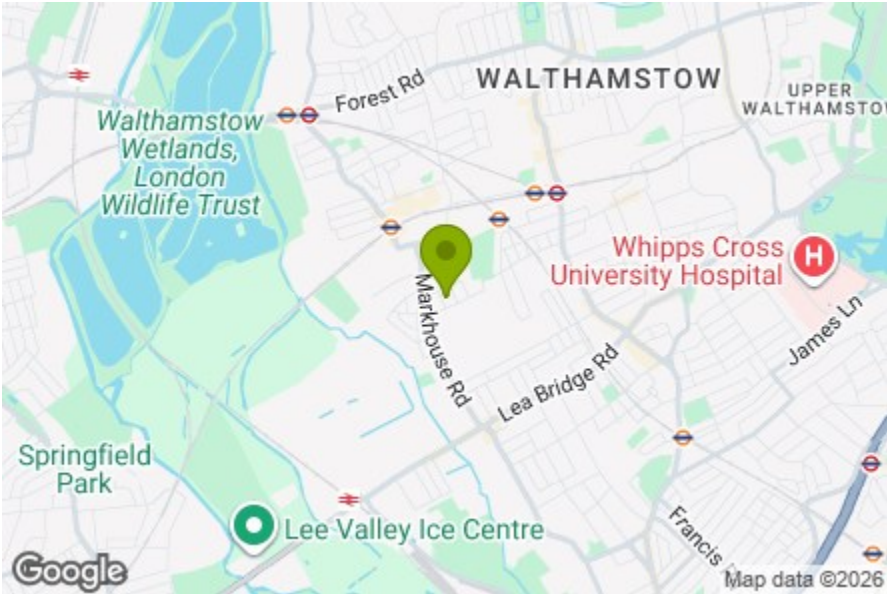 Forest Rd
WALTHAMSTOW
UPPER
WALTHAMSTOW
Walthamstow
Wetlands,
London
Wildlife Trust
Whipps Cross
University Hospital
H
Markhouse Rd
James Ln
Lea Bridge Rd
Springfield
Park
Lee Valley Ice Centre
Francis
Google
Map data ©2026